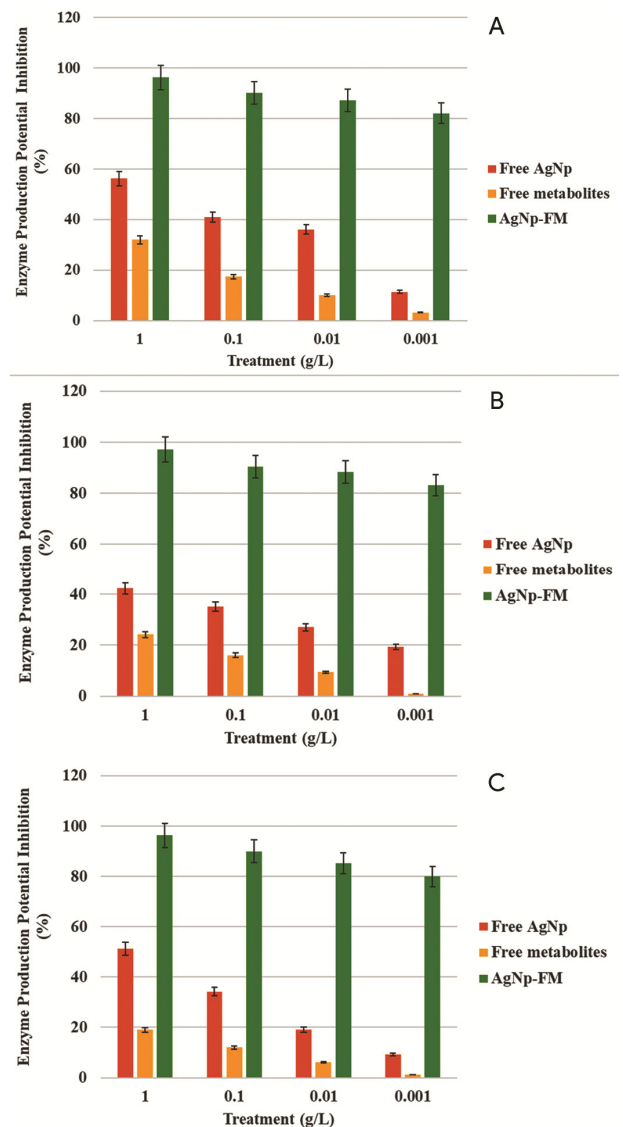 A
Enzyme Production Potential Inhibition
(%)
120
100
80
60
40
20
0
1
0.1
0.01
0.001
Treatment (g/L)
Free AgNp
Free metabolites
AgNp-FM
B
Enzyme Production Potential Inhibition
(%)
120
100
80
60
40
20
0
1
0.1
0.01
0.001
Treatment (g/L)
Free AgNp
Free metabolites
AgNp-FM
C
Enzyme Production Potential Inhibition
(%)
120
100
80
60
40
20
0
1
0.1
0.01
0.001
Treatment (g/L)
Free AgNp
Free metabolites
AgNp-FM